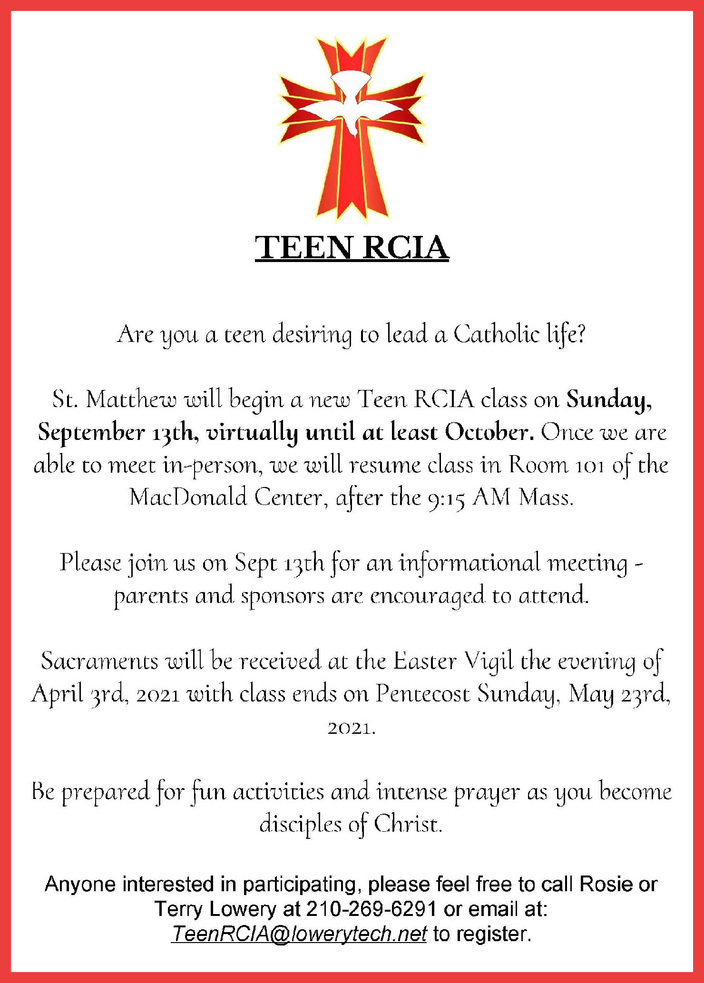 TEEN RCIA
Are you a teen desiring to lead a Catholic life?
St. Matthew will begin a new Teen RCIA class on Sunday,
September 13th, virtually until at least October. Once we are
able to meet in-person, we will resume class in Room 101 of the
MacDonald Center, after the 9:15 AM Mass.
Please join us on Sept 13th for an informational meeting -
parents and sponsors are encouraged to attend.
Sacraments will be received at the Easter Vigil the evening of
April 3rd, 2021 with class ends on Pentecost Sunday, May 23rd,
2021.
Be prepared for fun activities and intense prayer as you become
disciples of Christ.
Anyone interested in participating, please feel free to call Rosie or
Terry Lowery at 210-269-6291 or email at:
TeenRCIA@lowerytech.net to register.